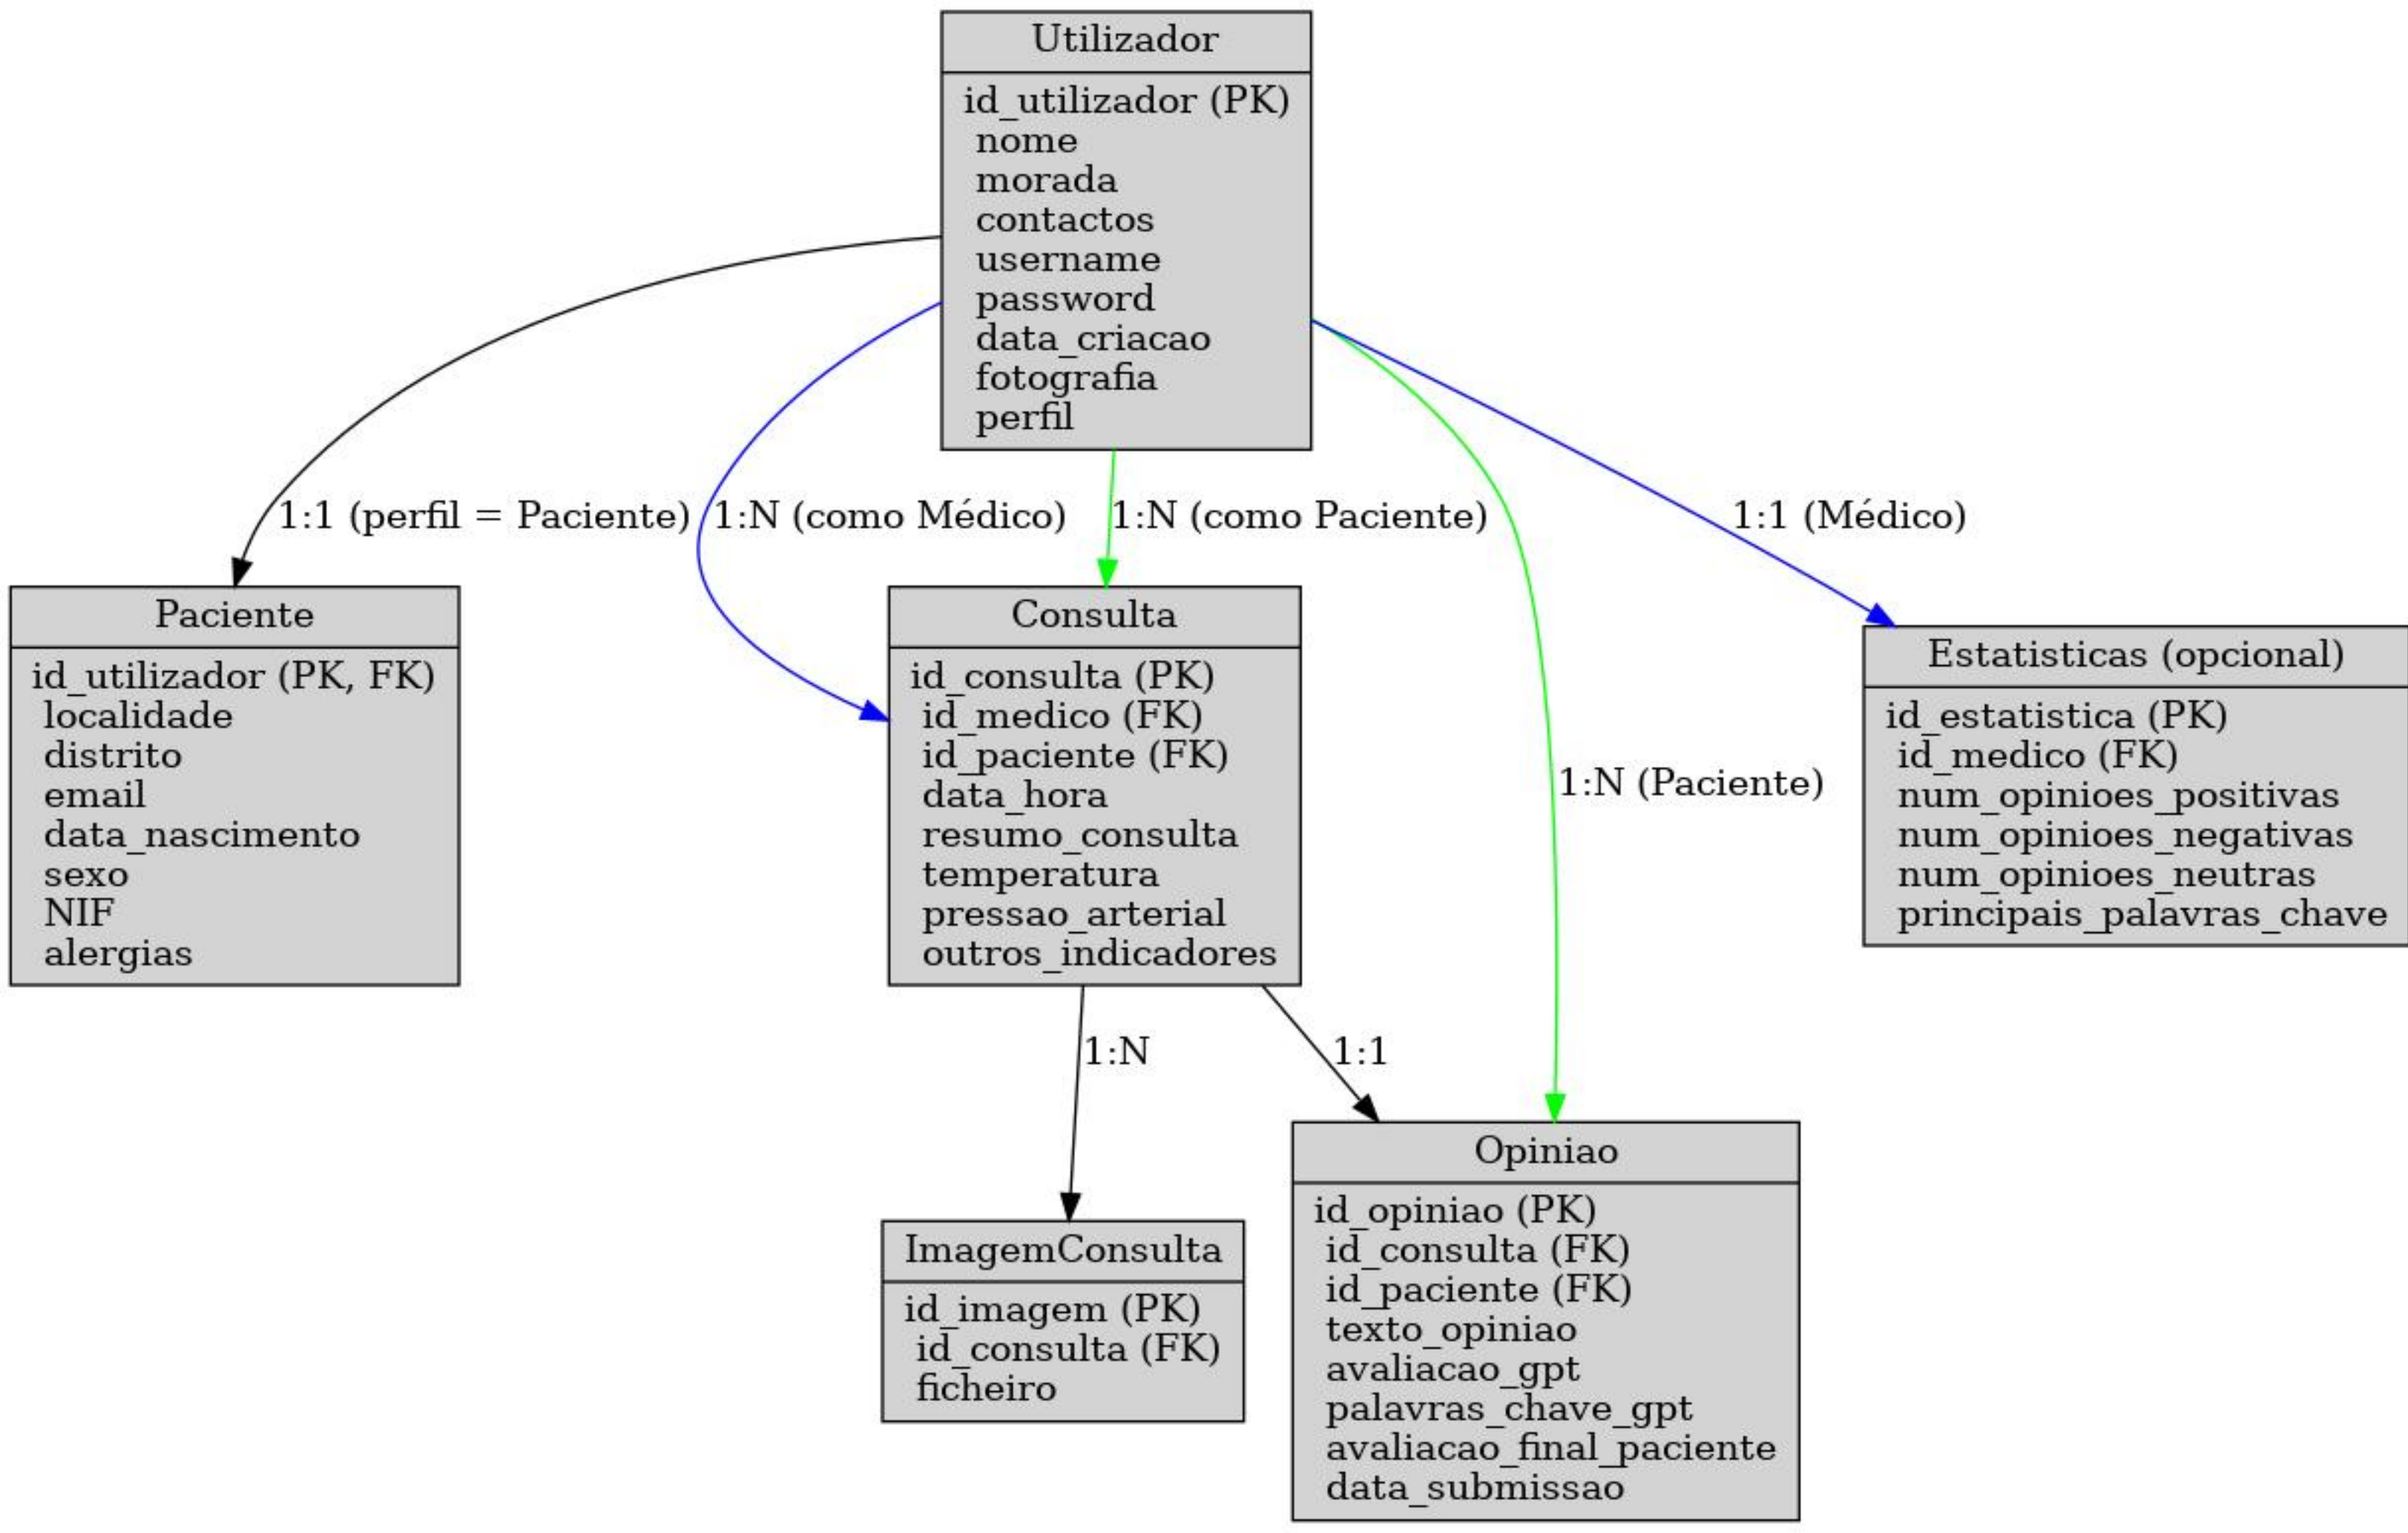 Utilizador
id_utilizador (PK)
nome
morada
contactos
username
password
data_criacao
fotografia
perfil
1:1 (perfil = Paciente)
1:N (como Médico)
1:N (como Paciente)
1:1 (Médico)
Paciente
id_utilizador (PK, FK)
localidade
distrito
email
data_nascimento
sexo
NIF
alergias
Consulta
id_consulta (PK)
id_medico (FK)
id_paciente (FK)
data_hora
resumo_consulta
temperatura
pressao_arterial
outros_indicadores
1:N (Paciente)
Estatisticas (opcional)
id_estatistica (PK)
id_medico (FK)
num_opinioes_positivas
num_opinioes_negativas
num_opinioes_neutras
principais_palavras_chave
1:N
1:1
ImagemConsulta
id_imagem (PK)
id_consulta (FK)
ficheiro
Opiniao
id_opiniao (PK)
id_consulta (FK)
id_paciente (FK)
texto_opiniao
avaliacao_gpt
palavras_chave_gpt
avaliacao_final_paciente
data_submissao